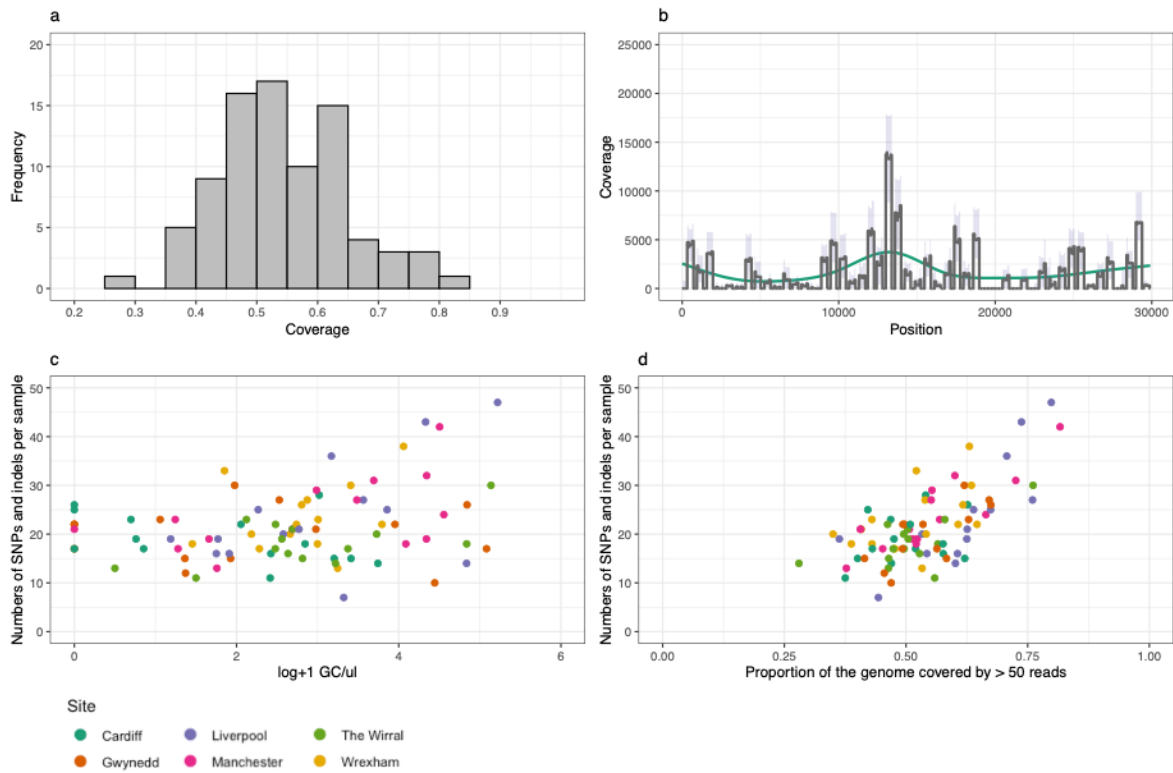 a
20
15
10
5
0
Frequency
0.2 0.3 0.4 0.5 0.6 0.7 0.8 0.9
Coverage
b
25000
20000
15000
10000
5000
0
Coverage
0 10000 20000 30000
Position
c
50
40
30
20
10
0
Numbers of SNPs and indels per sample
0 2 4 6
log+1 GC/ul
d
50
40
30
20
10
0
Numbers of SNPs and indels per sample
0.00 0.25 0.50 0.75 1.00
Proportion of the genome covered by > 50 reads
Site
Cardiff Liverpool The Wirral
Gwynedd Manchester Wrexham